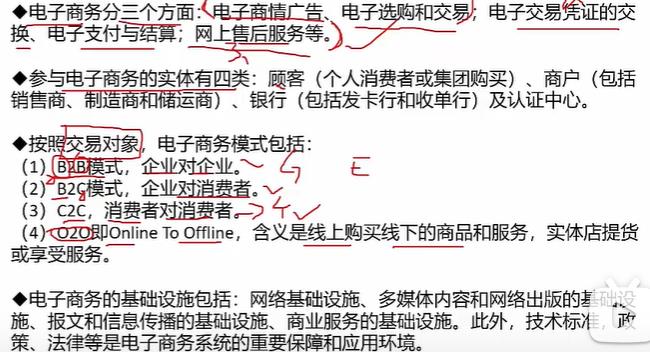 ◆电子商务分三个方面：（电子商情广告、电子选购和交易；电子交易凭证的交
换、电子支付与结算；网上售后服务等。）
◆参与电子商务的实体有四类：顾客（个人消费者或集团购买）、商户（包括
销售商、制造商和储运商）、银行（包括发卡行和收单行）及认证中心。
◆按照交易对象，电子商务模式包括：
（1）B2B模式，企业对企业。 G E
（2）B2C模式，企业对消费者。
（3）C2C，消费者对消费者。
（4）O2O即Online To Offline，含义是线上购买线下的商品和服务，实体店提货
或享受服务。
◆电子商务的基础设施包括：网络基础设施、多媒体内容和网络出版的基础设
施、报文和信息传播的基础设施、商业服务的基础设施。此外，技术标准，政
策、法律等是电子商务系统的重要保障和应用环境。